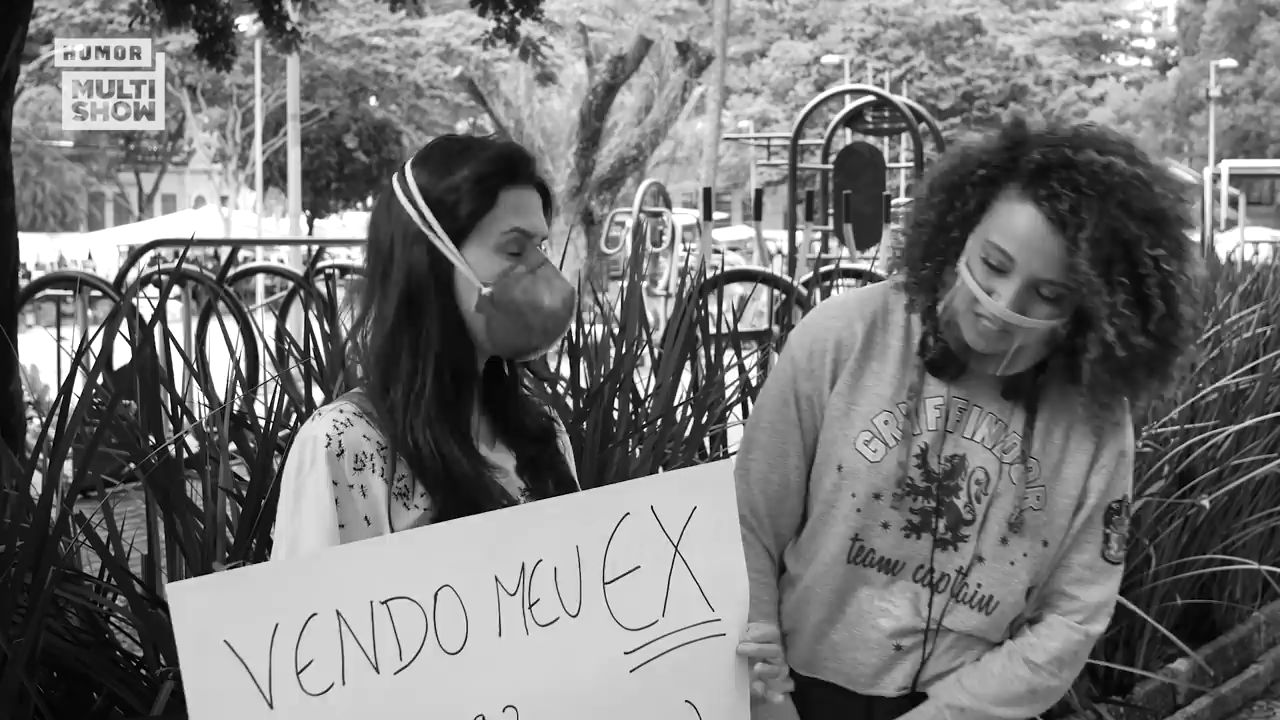 HUMOR
MULTI
SHOW
VENDO MEU EX
GRYFFINDOR
team captain